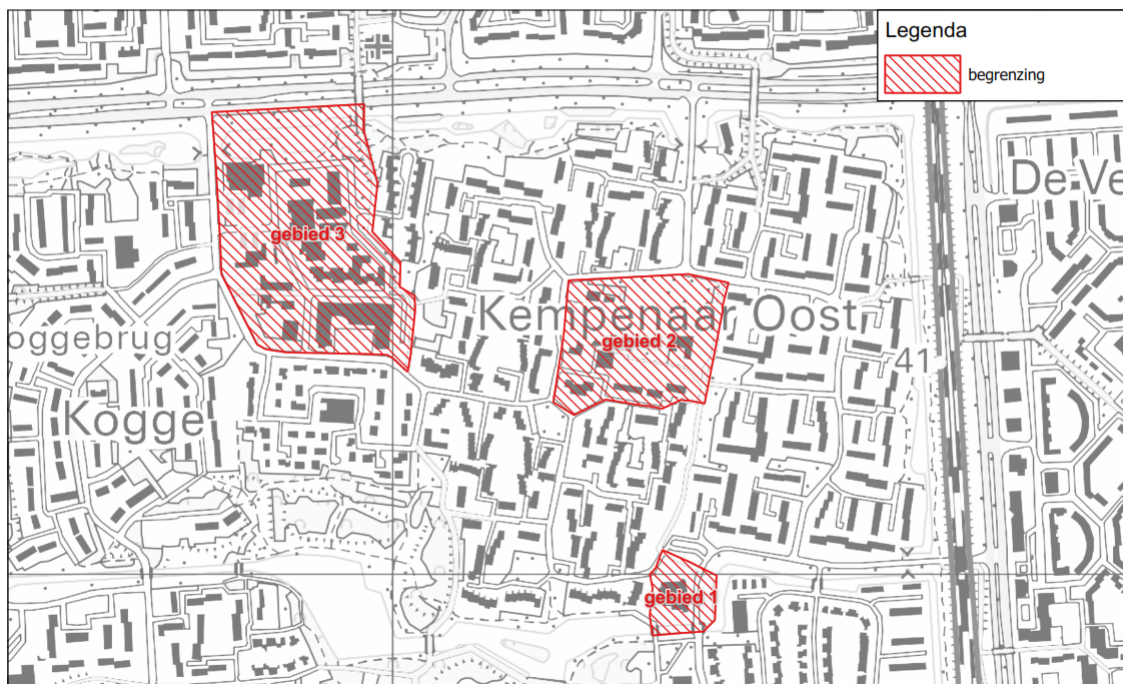 Legenda
begrenzing
De Ve
gebied 3
Kempenaar Oost
gebied 2
oggebrug
41
Kogge
gebied 1